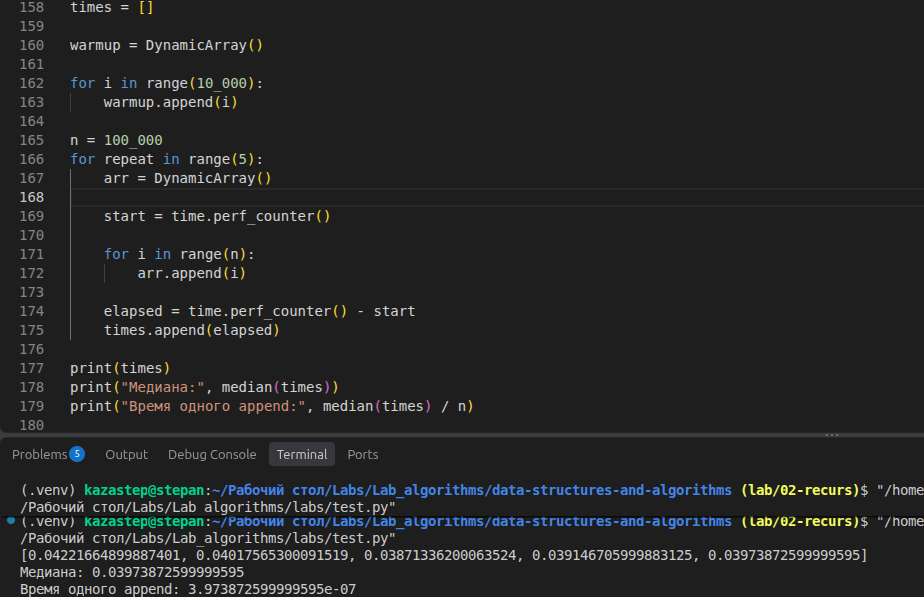 158 times = []
159
160 warmup = DynamicArray()
161
162 for i in range(10_000):
163     warmup.append(i)
164
165 n = 100_000
166 for repeat in range(5):
167     arr = DynamicArray()
168
169     start = time.perf_counter()
170
171     for i in range(n):
172         arr.append(i)
173
174     elapsed = time.perf_counter() - start
175     times.append(elapsed)
176
177 print(times)
178 print("Медиана:", median(times))
179 print("Время одного append:", median(times) / n)
180
Problems 5 Output Debug Console Terminal Ports
(.venv) kazastep@stepan:~/Рабочий стол/Labs/Lab_algorithms/data-structures-and-algorithms (lab/02-recurs)$ "/home
/Рабочий стол/Labs/Lab algorithms/labs/test.py"
(.venv) kazastep@stepan:~/Рабочий стол/Labs/Lab_algorithms/data-structures-and-algorithms (lab/02-recurs)$ "/home
/Рабочий стол/Labs/Lab_algorithms/labs/test.py"
[0.04221664899887401, 0.04017565300091519, 0.03871336200063524, 0.039146705999883125, 0.03973872599999595]
Медиана: 0.03973872599999595
Время одного append: 3.973872599999595e-07